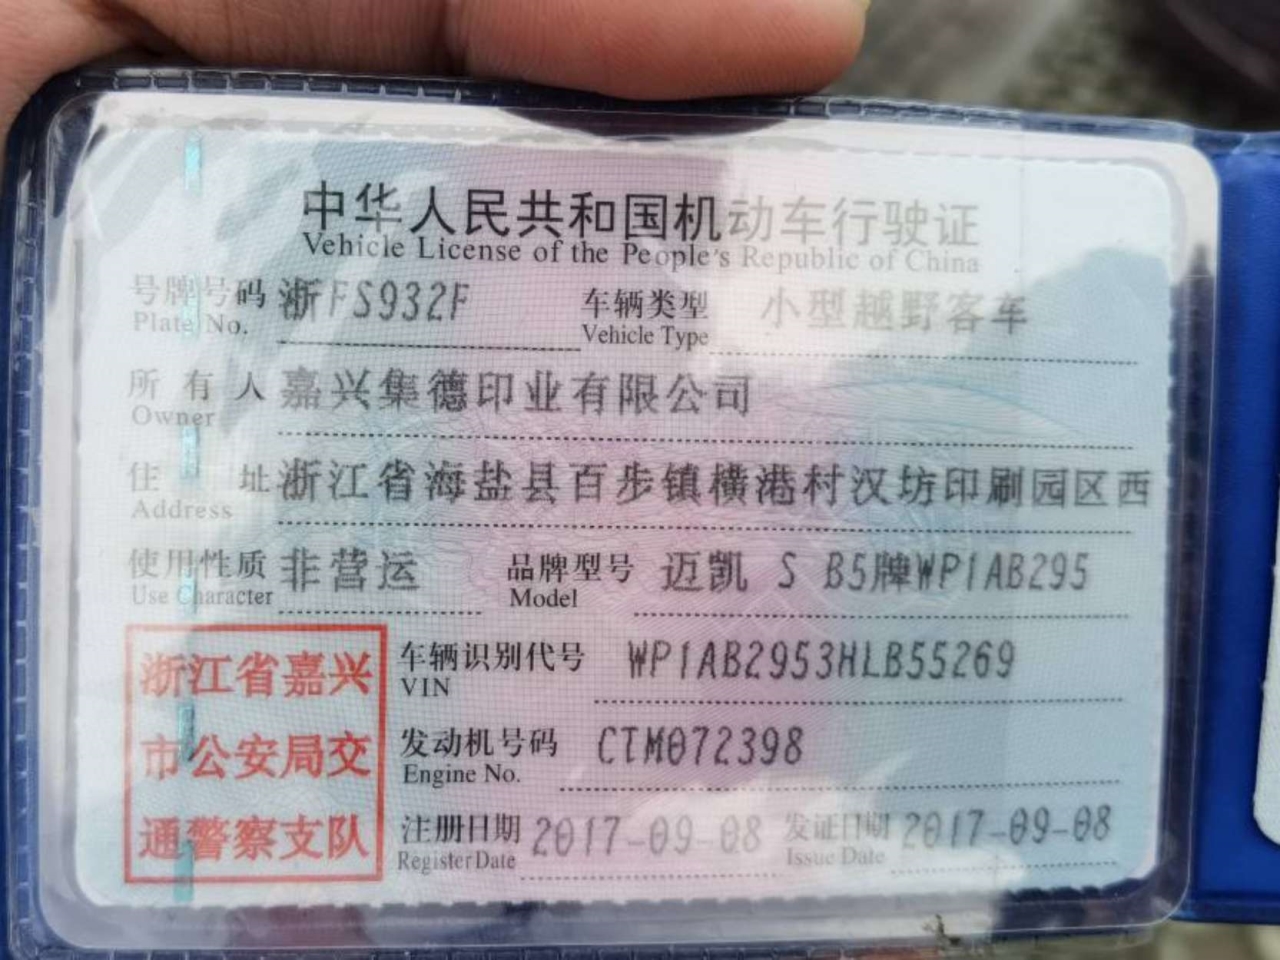 中华人民共和国机动车行驶证
Vehicle License of the People's Republic of China
号牌号码 浙FS932F 车辆类型 小型越野客车
Plate No. Vehicle Type
所有人 嘉兴集德印业有限公司
Owner
住址 浙江省海盐县百步镇横港村汉坊印刷园区西
Address
使用性质 非营运 品牌型号 迈凯 S B5牌WP1AB295
Use Character Model
浙江省嘉兴
市公安局交
通警察支队
车辆识别代号 WP1AB2953HLB55269
VIN
发动机号码 CTM072398
Engine No.
注册日期 2017-09-08 发证日期 2017-09-08
Register Date Issue Date